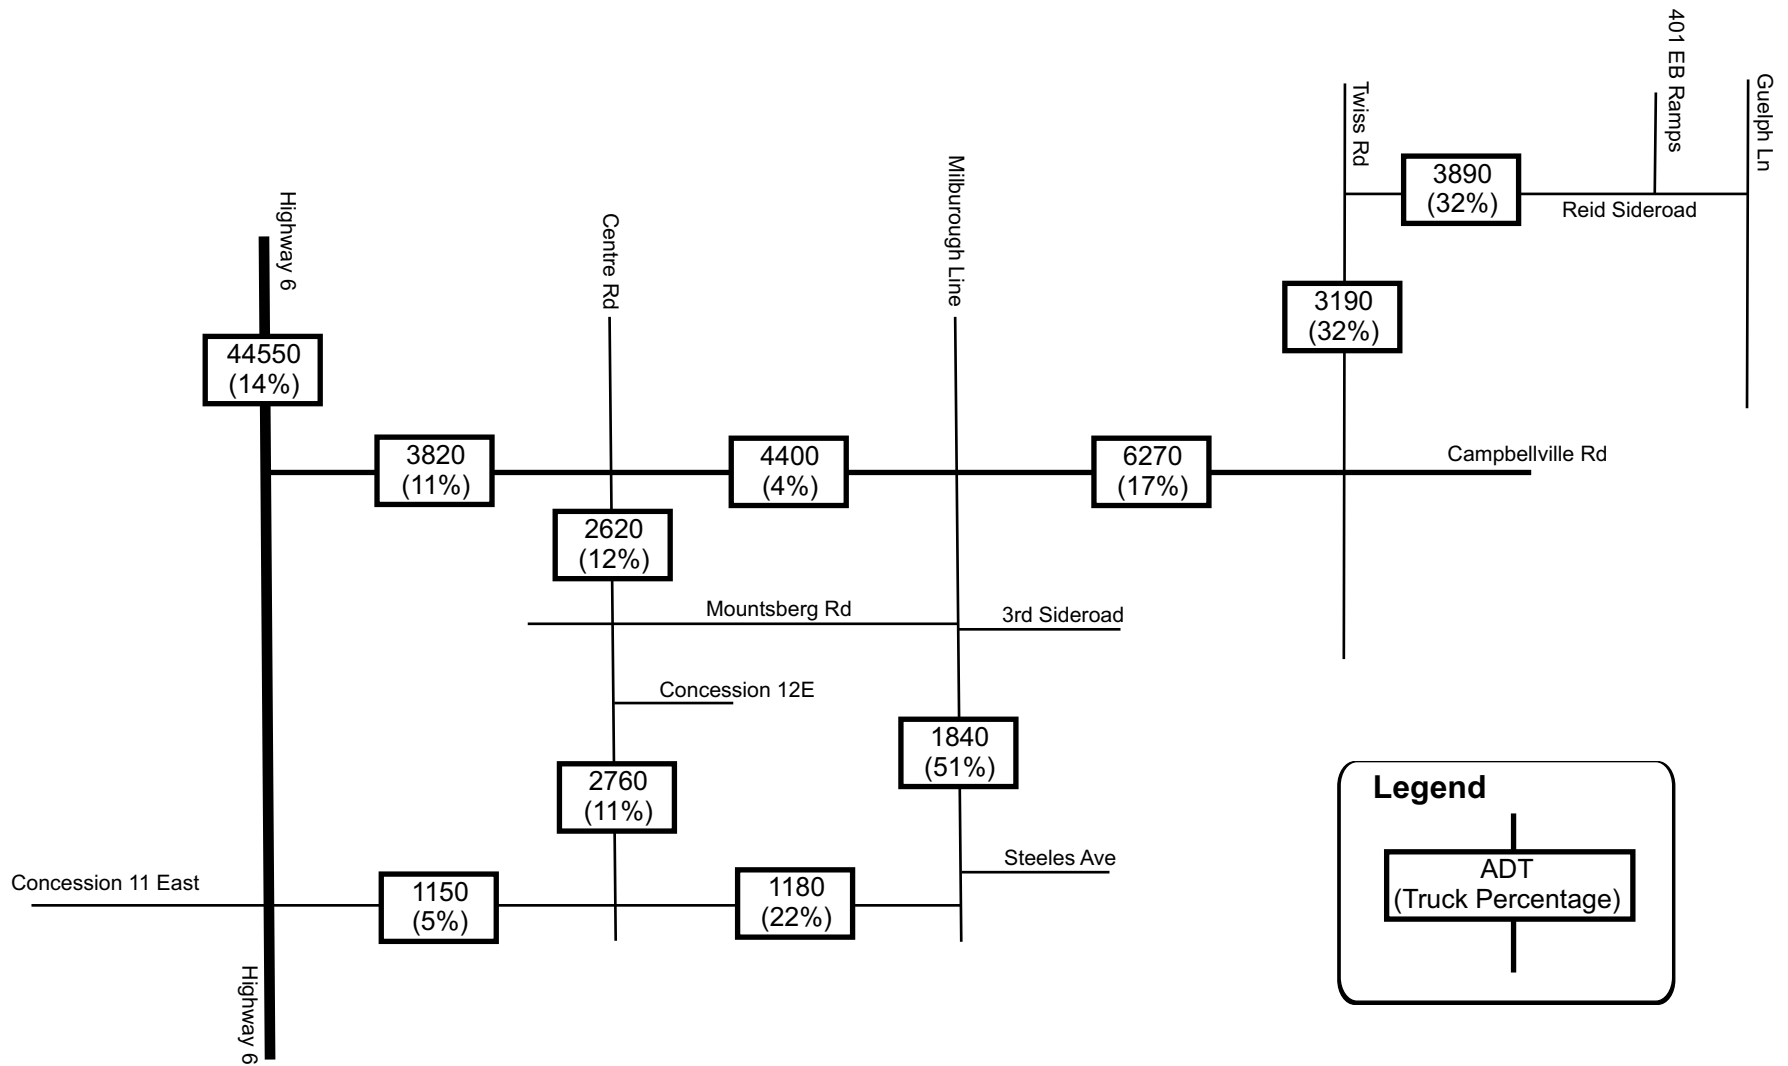 401 EB Ramps
Guelph Ln
Twiss Rd
Milburough Line
3890
(32%)
Reid Sideroad
Highway 6
Centre Rd
3190
(32%)
44550
(14%)
3820
(11%)
4400
(4%)
6270
(17%)
Campbellville Rd
2620
(12%)
Mountsberg Rd
3rd Sideroad
Concession 12E
1840
(51%)
2760
(11%)
Legend
ADT
(Truck Percentage)
Steeles Ave
Concession 11 East
1150
(5%)
1180
(22%)
Highway 6